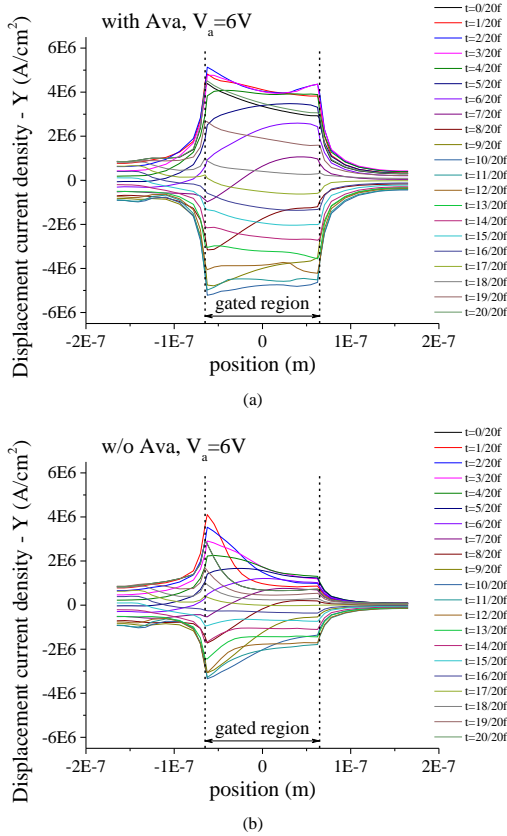 with Ava, Vₐ=6V
Displacement current density - Y (A/cm²)
6E6
4E6
2E6
0
-2E6
-4E6
-6E6
gated region
-2E-7
-1E-7
0
1E-7
2E-7
position (m)
t=0/20f
t=1/20f
t=2/20f
t=3/20f
t=4/20f
t=5/20f
t=6/20f
t=7/20f
t=8/20f
t=9/20f
t=10/20f
t=11/20f
t=12/20f
t=13/20f
t=14/20f
t=15/20f
t=16/20f
t=17/20f
t=18/20f
t=19/20f
t=20/20f
(a)
w/o Ava, Vₐ=6V
Displacement current density - Y (A/cm²)
6E6
4E6
2E6
0
-2E6
-4E6
-6E6
gated region
-2E-7
-1E-7
0
1E-7
2E-7
position (m)
t=0/20f
t=1/20f
t=2/20f
t=3/20f
t=4/20f
t=5/20f
t=6/20f
t=7/20f
t=8/20f
t=9/20f
t=10/20f
t=11/20f
t=12/20f
t=13/20f
t=14/20f
t=15/20f
t=16/20f
t=17/20f
t=18/20f
t=19/20f
t=20/20f
(b)